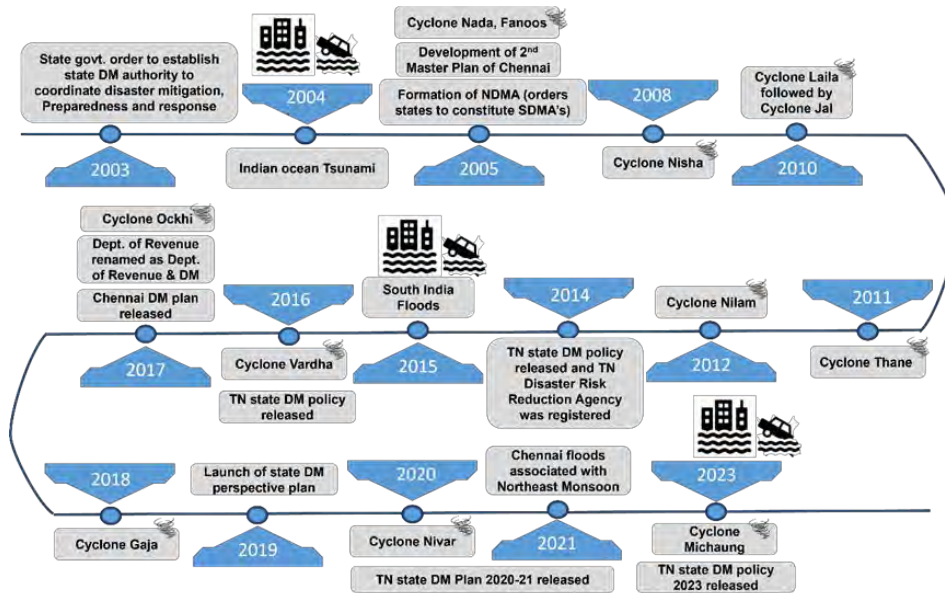 State govt. order to establish
state DM authority to
coordinate disaster mitigation,
Preparedness and response
2003
2004
Indian ocean Tsunami
Cyclone Nada, Fanoos
Development of 2nd
Master Plan of Chennai
Formation of NDMA (orders
states to constitute SDMA's)
2005
2008
Cyclone Nisha
Cyclone Laila
followed by
Cyclone Jal
2010
2011
Cyclone Thane
Cyclone Nilam
2012
2014
TN state DM policy
released and TN
Disaster Risk
Reduction Agency
was registered
South India
Floods
2015
2016
Cyclone Vardha
TN state DM policy
released
Cyclone Ockhi
Dept. of Revenue
renamed as Dept.
of Revenue & DM
Chennai DM plan
released
2017
2018
Cyclone Gaja
Launch of state DM
perspective plan
2019
2020
Cyclone Nivar
TN state DM Plan 2020-21 released
Chennai floods
associated with
Northeast Monsoon
2021
2023
Cyclone
Michaung
TN state DM policy
2023 released